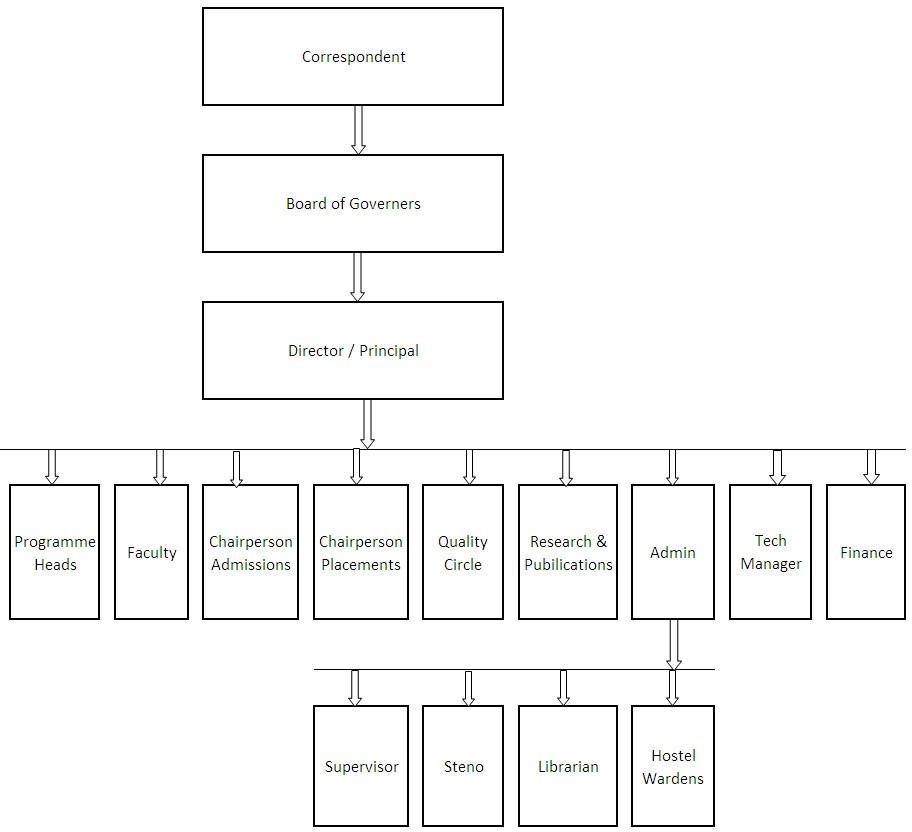 Correspondent
Board of Governers
Director / Principal
Programme
Heads
Faculty
Chairperson
Admissions
Chairperson
Placements
Quality
Circle
Research &
Pubilications
Admin
Tech
Manager
Finance
Supervisor
Steno
Librarian
Hostel
Wardens